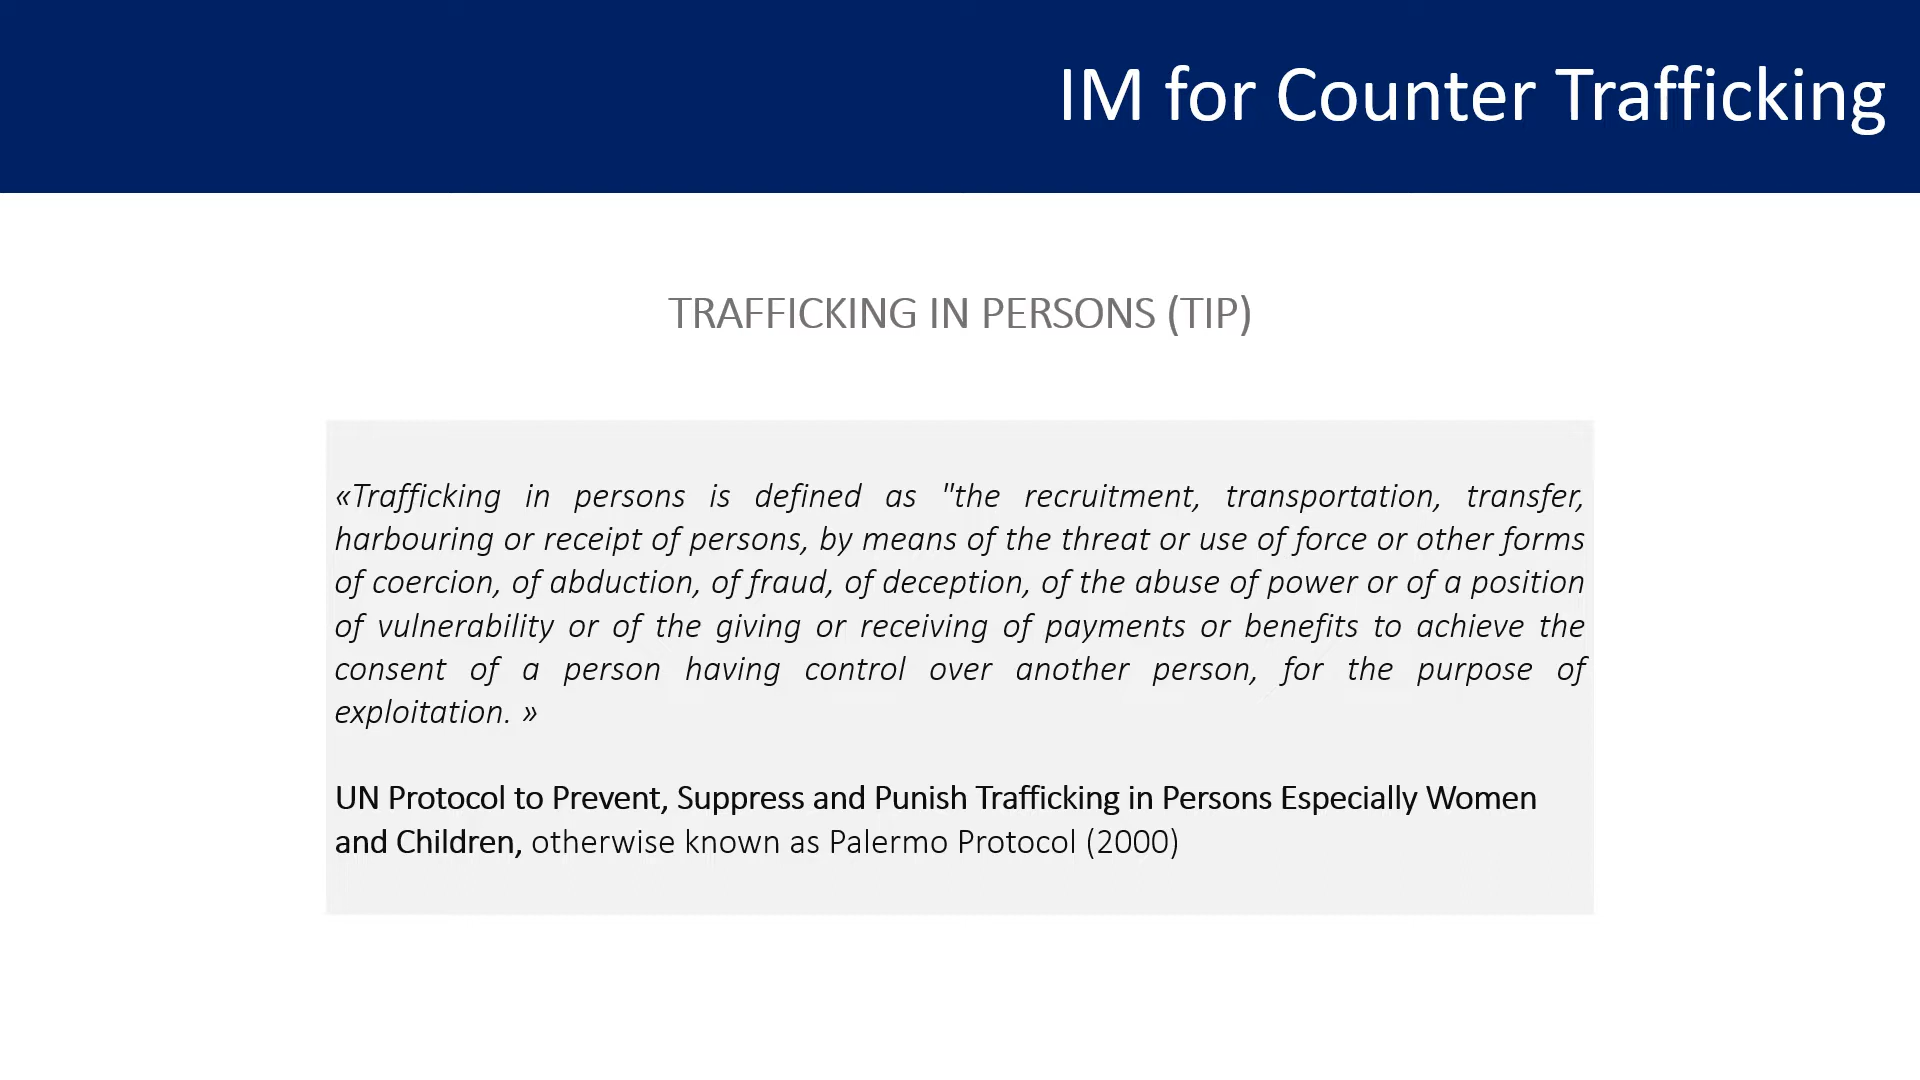 IM for Counter Trafficking
TRAFFICKING IN PERSONS (TIP)
«Trafficking in persons is defined as "the recruitment, transportation, transfer,
harbouring or receipt of persons, by means of the threat or use of force or other forms
of coercion, of abduction, of fraud, of deception, of the abuse of power or of a position
of vulnerability or of the giving or receiving of payments or benefits to achieve the
consent of a person having control over another person, for the purpose of
exploitation. »
UN Protocol to Prevent, Suppress and Punish Trafficking in Persons Especially Women
and Children, otherwise known as Palermo Protocol (2000)